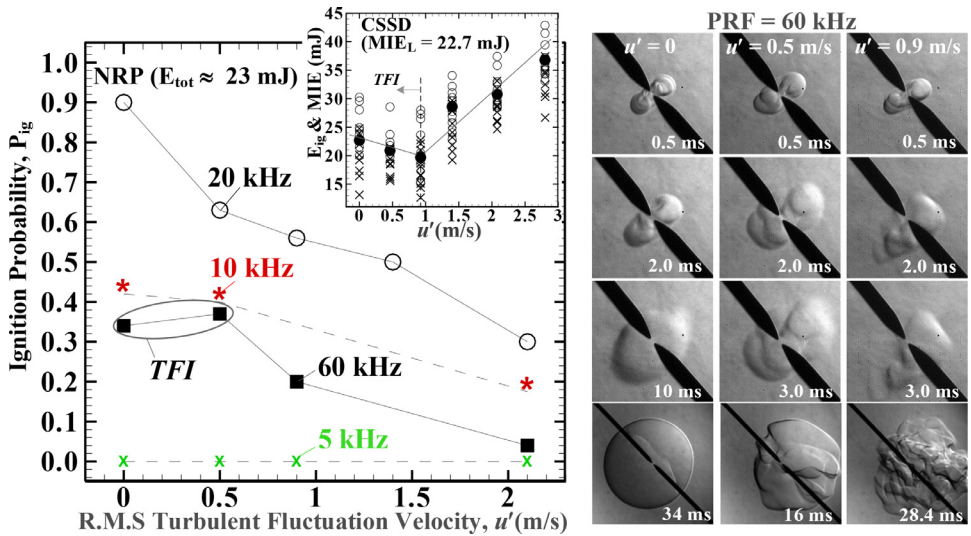 Ignition Probability, P_ig
1.0
0.9
0.8
0.7
0.6
0.5
0.4
0.3
0.2
0.1
0.0
NRP (E_tot ≈ 23 mJ)
20 kHz
10 kHz
TFI
60 kHz
5 kHz
0
0.5
1
1.5
2
R.M.S Turbulent Fluctuation Velocity, u'(m/s)
E_ig & MIE (mJ)
45
40
35
30
25
20
15
CSSD
(MIE_L = 22.7 mJ)
TFI
0 0.5 1 1.5 2 2.5 3
u'(m/s)
PRF = 60 kHz
u' = 0 u' = 0.5 m/s u' = 0.9 m/s
0.5 ms 0.5 ms 0.5 ms
2.0 ms 2.0 ms 2.0 ms
10 ms 3.0 ms 3.0 ms
34 ms 16 ms 28.4 ms